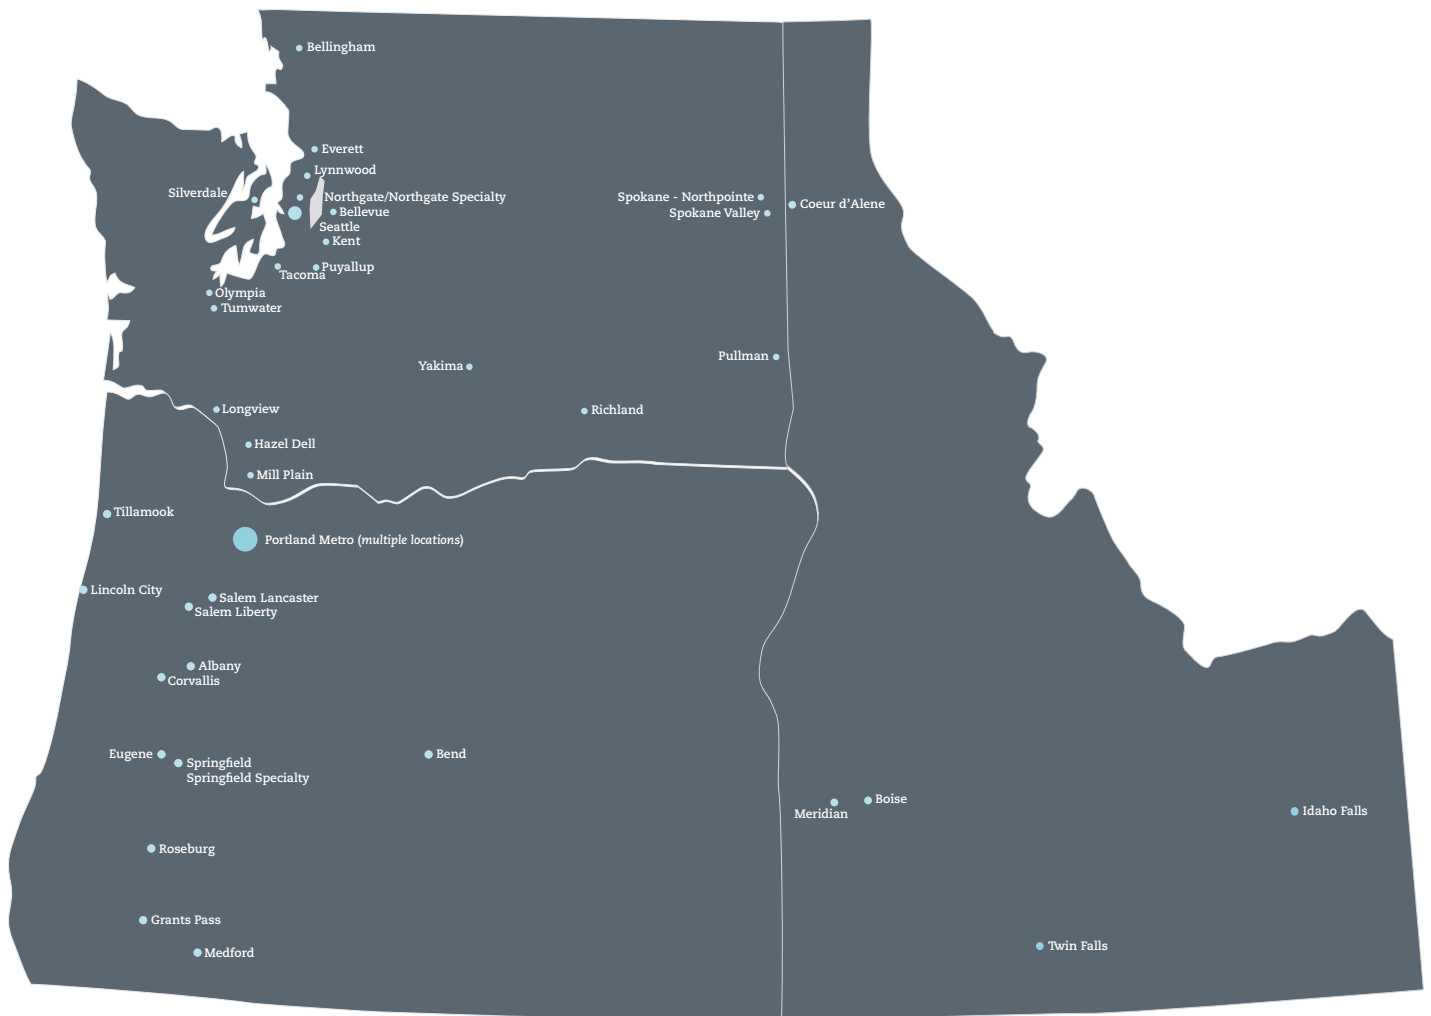 Bellingham
Everett
Lynnwood
Silverdale
Northgate/Northgate Specialty
Bellevue
Seattle
Kent
Puyallup
Tacoma
Olympia
Tumwater
Spokane - Northpointe
Spokane Valley
Coeur d’Alene
Yakima
Pullman
Longview
Richland
Hazel Dell
Mill Plain
Tillamook
Portland Metro (multiple locations)
Lincoln City
Salem Lancaster
Salem Liberty
Albany
Corvallis
Eugene
Springfield
Springfield Specialty
Bend
Meridian
Boise
Idaho Falls
Roseburg
Grants Pass
Medford
Twin Falls